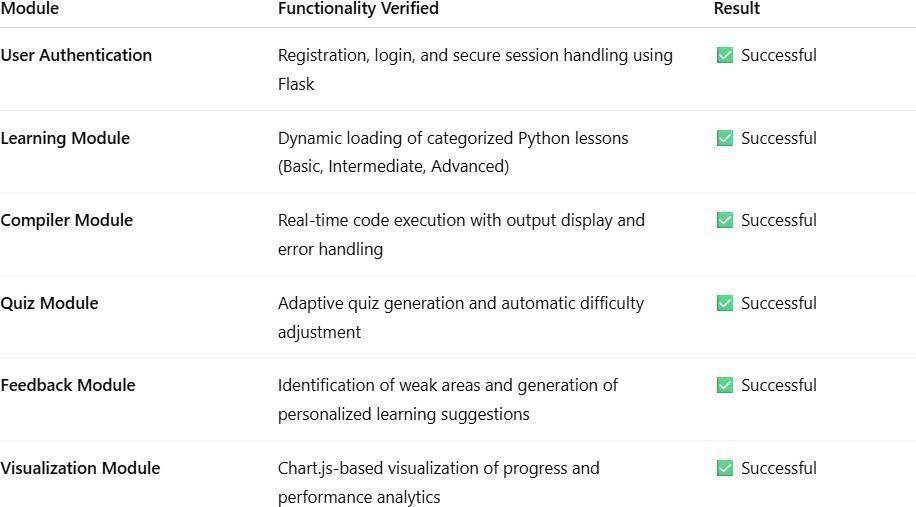 Module Functionality Verified Result
User Authentication Registration, login, and secure session handling using ✅ Successful
Flask
Learning Module Dynamic loading of categorized Python lessons ✅ Successful
(Basic, Intermediate, Advanced)
Compiler Module Real-time code execution with output display and ✅ Successful
error handling
Quiz Module Adaptive quiz generation and automatic difficulty ✅ Successful
adjustment
Feedback Module Identification of weak areas and generation of ✅ Successful
personalized learning suggestions
Visualization Module Chart.js-based visualization of progress and ✅ Successful
performance analytics